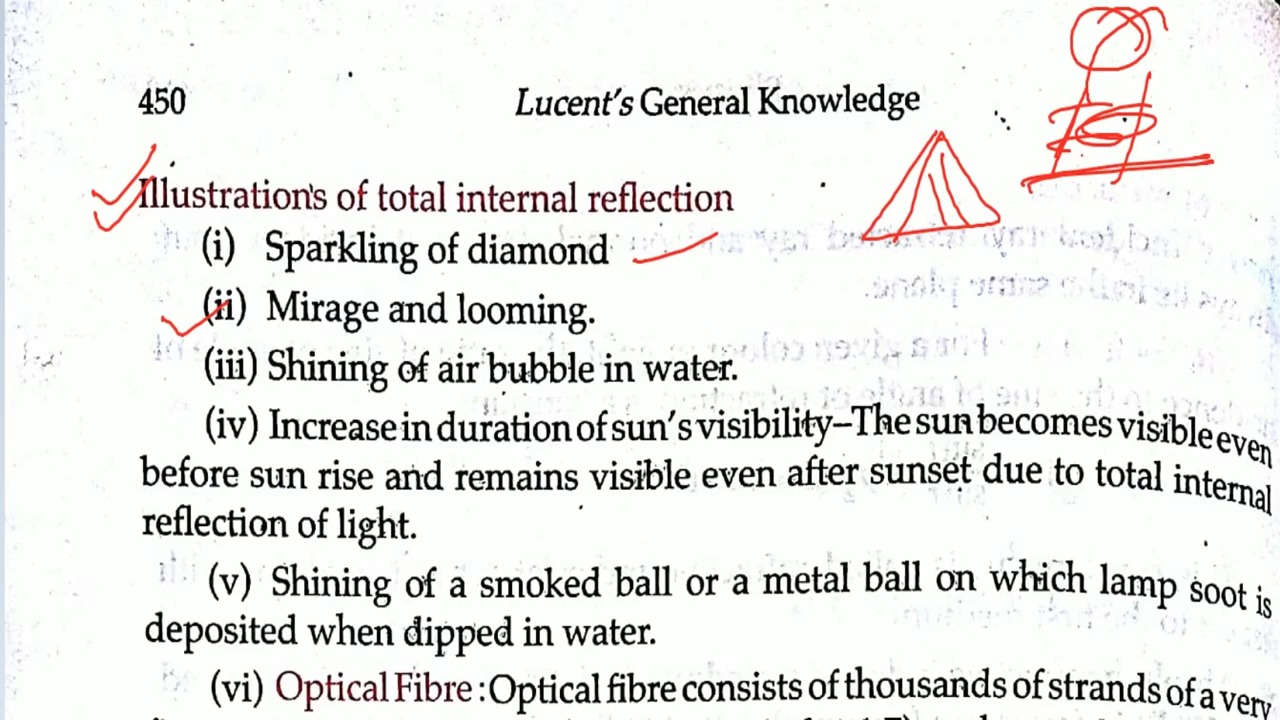 450
Lucent's General Knowledge
Illustrations of total internal reflection
(i) Sparkling of diamond
(ii) Mirage and looming.
(iii) Shining of air bubble in water.
(iv) Increase in duration of sun's visibility–The sun becomes visible even
before sun rise and remains visible even after sunset due to total internal
reflection of light.
(v) Shining of a smoked ball or a metal ball on which lamp soot is
deposited when dipped in water.
(vi) Optical Fibre : Optical fibre consists of thousands of strands of a very